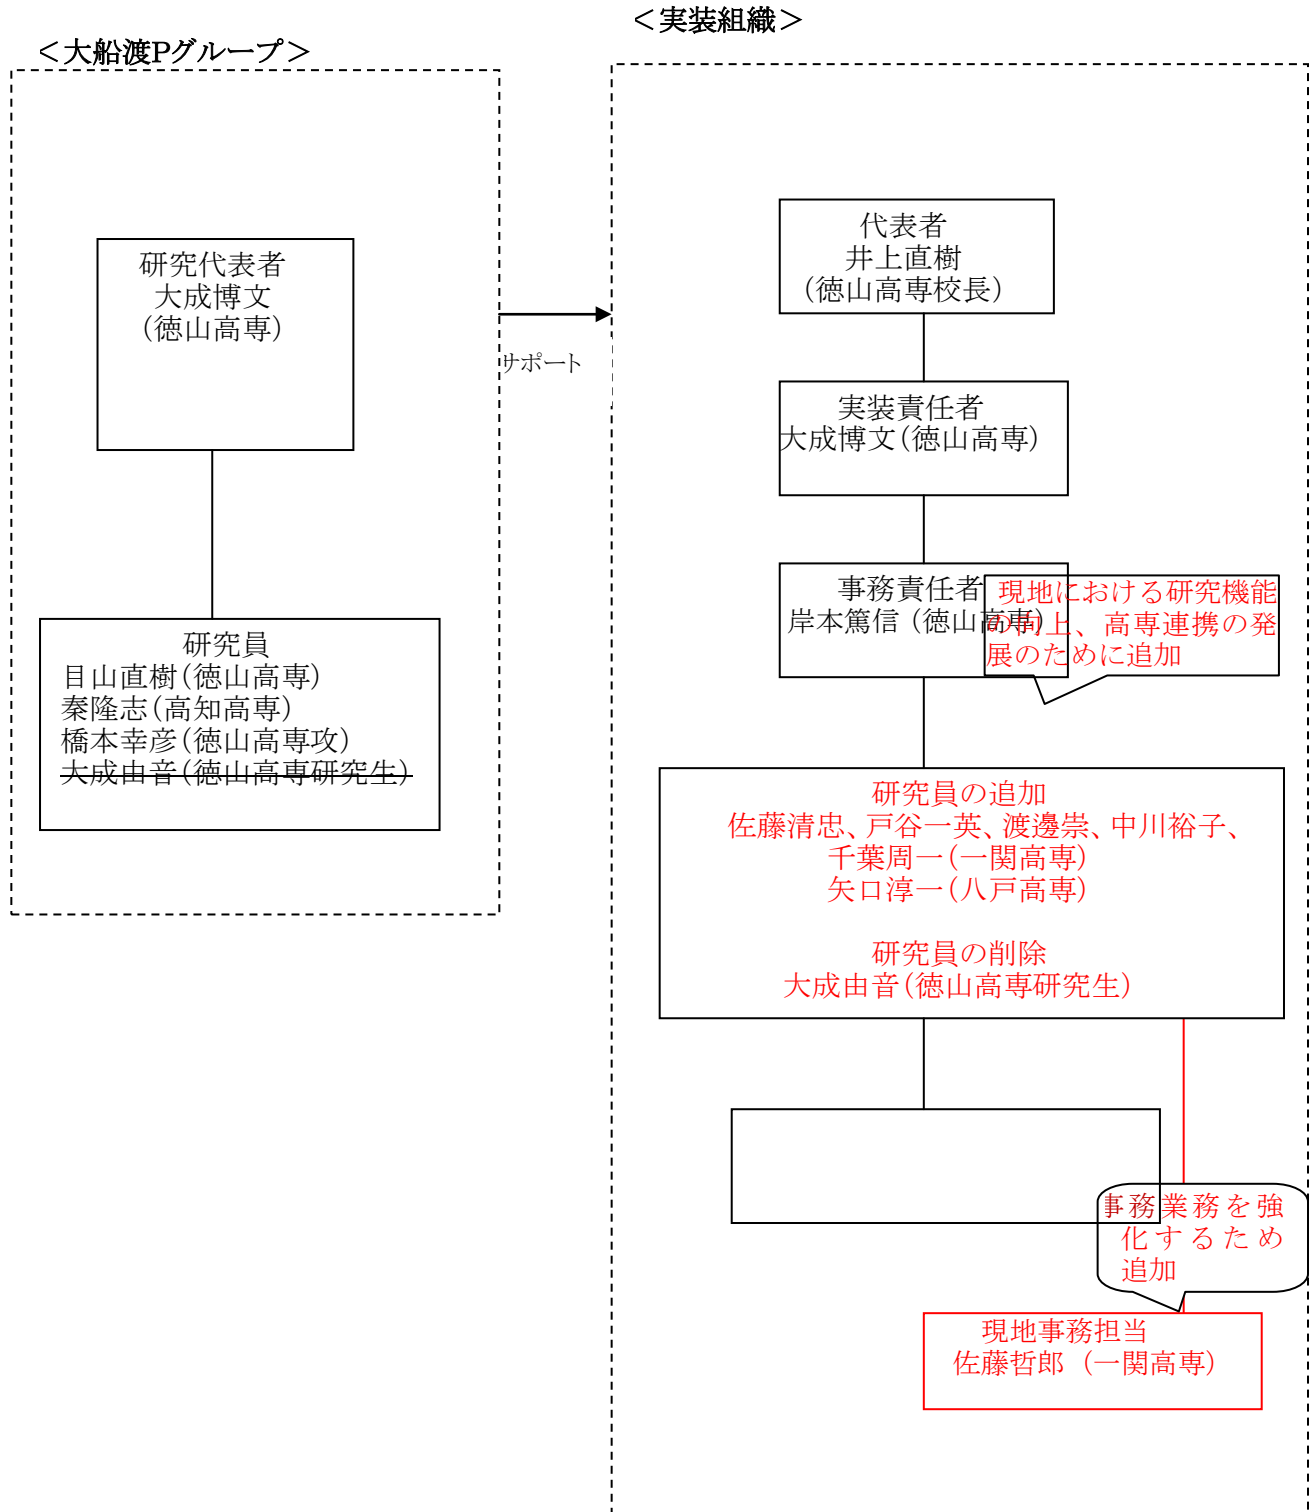 ＜実装組織＞
＜大船渡Pグループ＞
研究代表者
大成博文
(徳山高専)
研究員
目山直樹(徳山高専)
秦隆志(高知高専)
橋本幸彦(徳山高専攻)
大成由音(徳山高専研究生)
サポート
代表者
井上直樹
(徳山高専校長)
実装責任者
大成博文(徳山高専)
事務責任者
岸本篤信 (徳山高専)
現地における研究機能
の向上、高専連携の発
展のために追加
研究員の追加
佐藤清忠、戸谷一英、渡邊崇、中川裕子、
千葉周一(一関高専)
矢口淳一(八戸高専)
研究員の削除
大成由音(徳山高専研究生)
事務業務を強
化するため
追加
現地事務担当
佐藤哲郎 (一関高専)